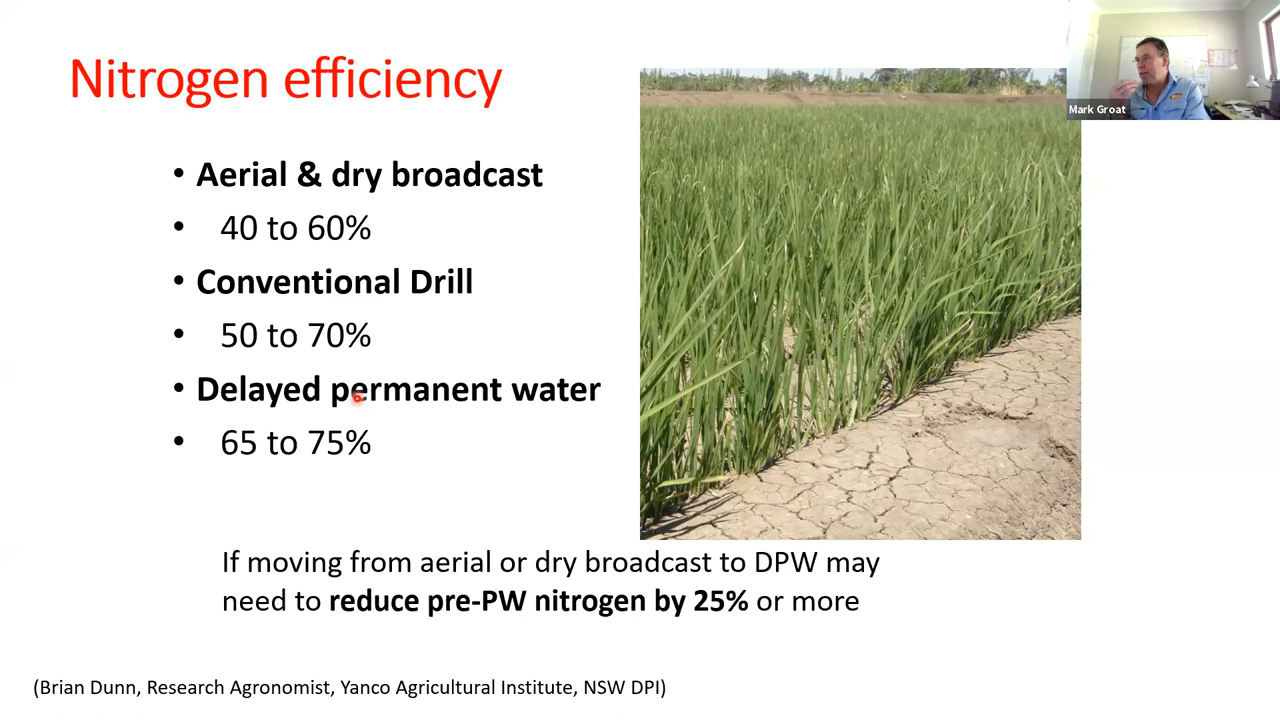 Nitrogen efficiency
Mark Groat
• Aerial & dry broadcast
• 40 to 60%
• Conventional Drill
• 50 to 70%
• Delayed permanent water
• 65 to 75%
If moving from aerial or dry broadcast to DPW may
need to reduce pre-PW nitrogen by 25% or more
(Brian Dunn, Research Agronomist, Yanco Agricultural Institute, NSW DPI)